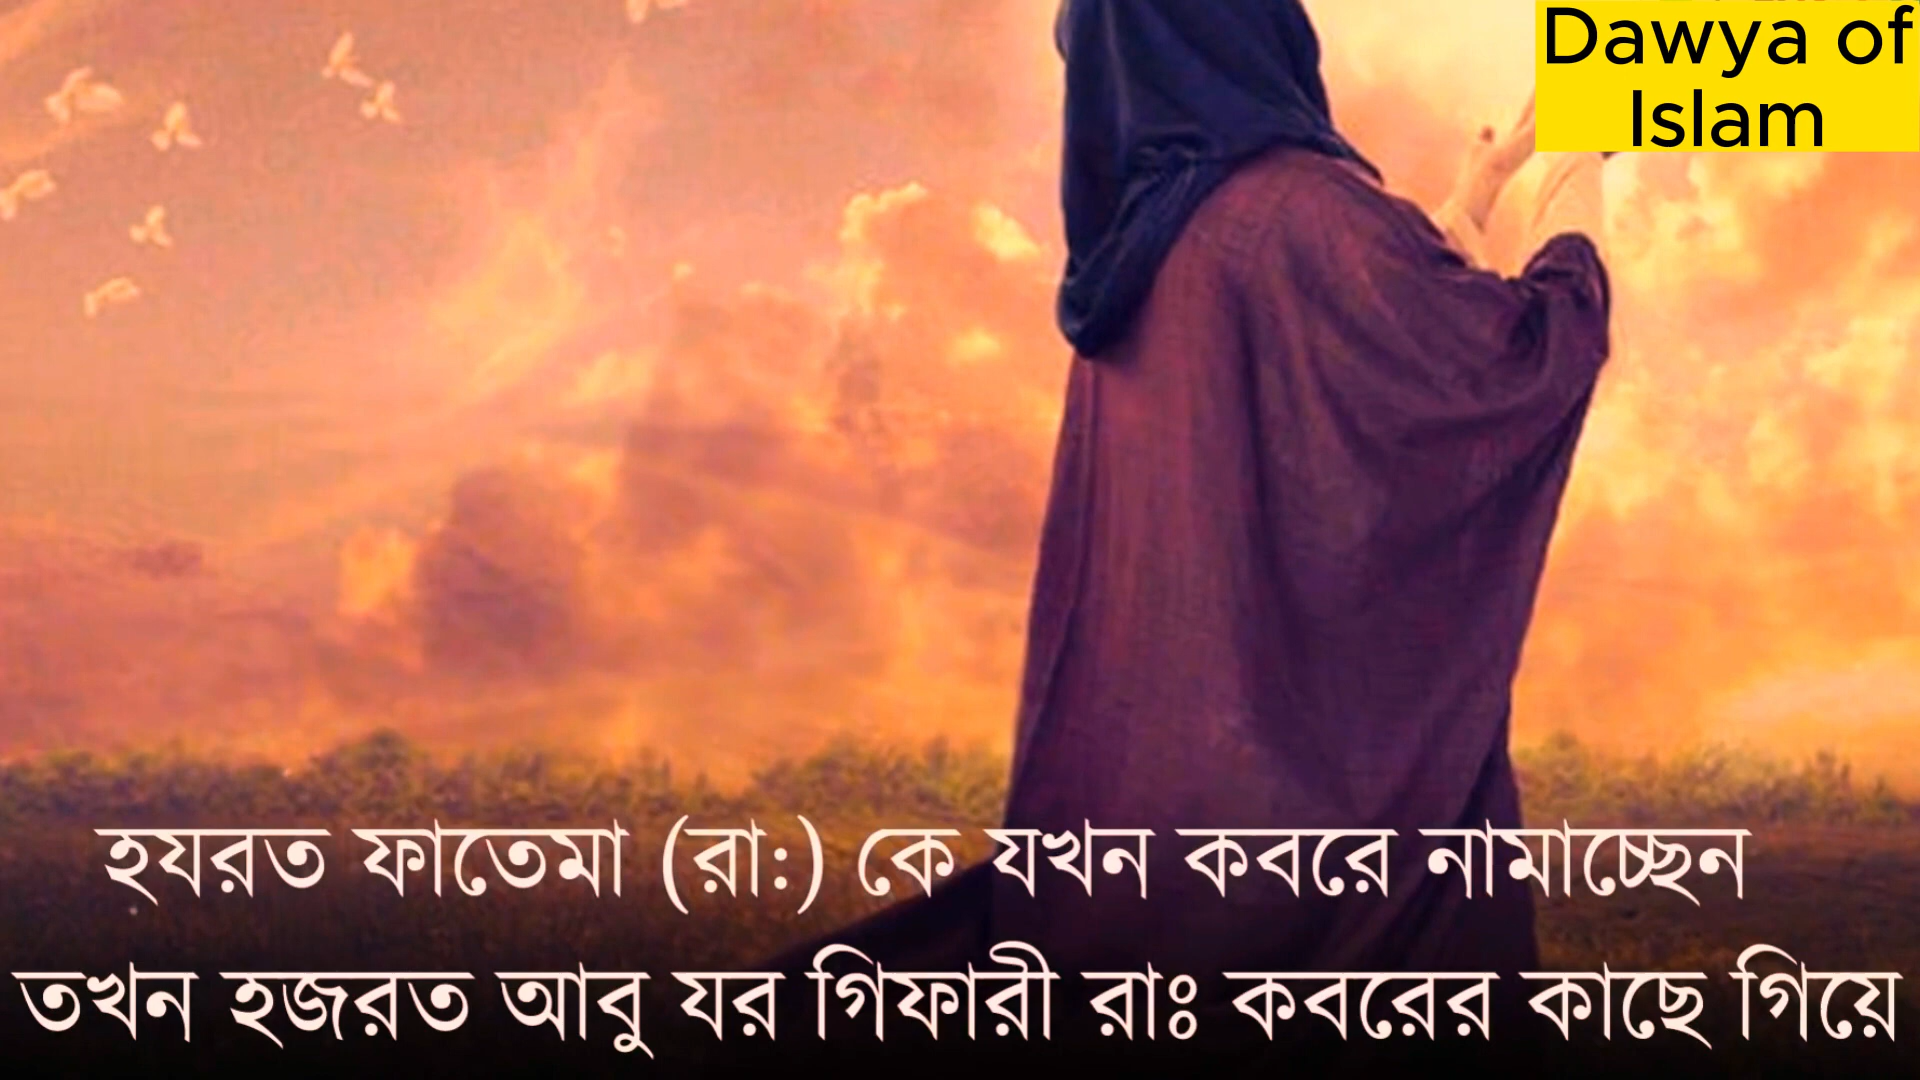 Dawya of
Islam
হযরত ফাতেমা (রা:) কে যখন কবরে নামাচ্ছেন
তখন হজরত আবু যর গিফারী রাঃ কবরের কাছে গিয়ে